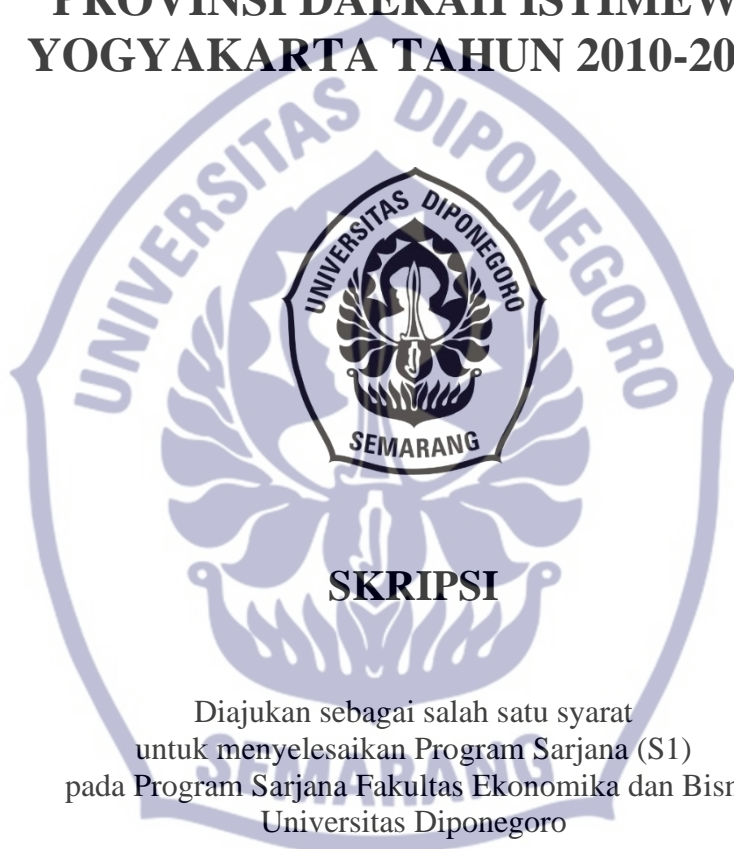 PROVINSI DAERAH ISTIMEW
YOGYAKARTA TAHUN 2010-20
UNIVERSITAS DIPONEGORO
UNIVERSITAS DIPONEGORO
SEMARANG
SKRIPSI
Diajukan sebagai salah satu syarat
untuk menyelesaikan Program Sarjana (S1)
pada Program Sarjana Fakultas Ekonomika dan Bisn
SEMARANG
Universitas Diponegoro